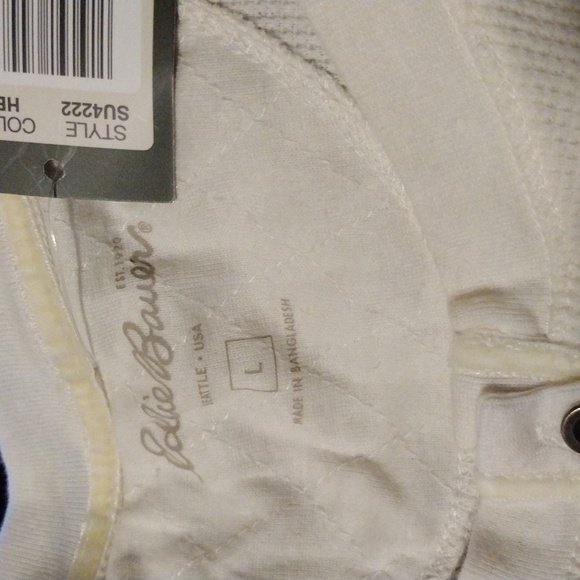 STYLE COL
SU4222 HE
EST. 1920
Eddie Bauer®
SEATTLE • USA
L
MADE IN BANGLADESH